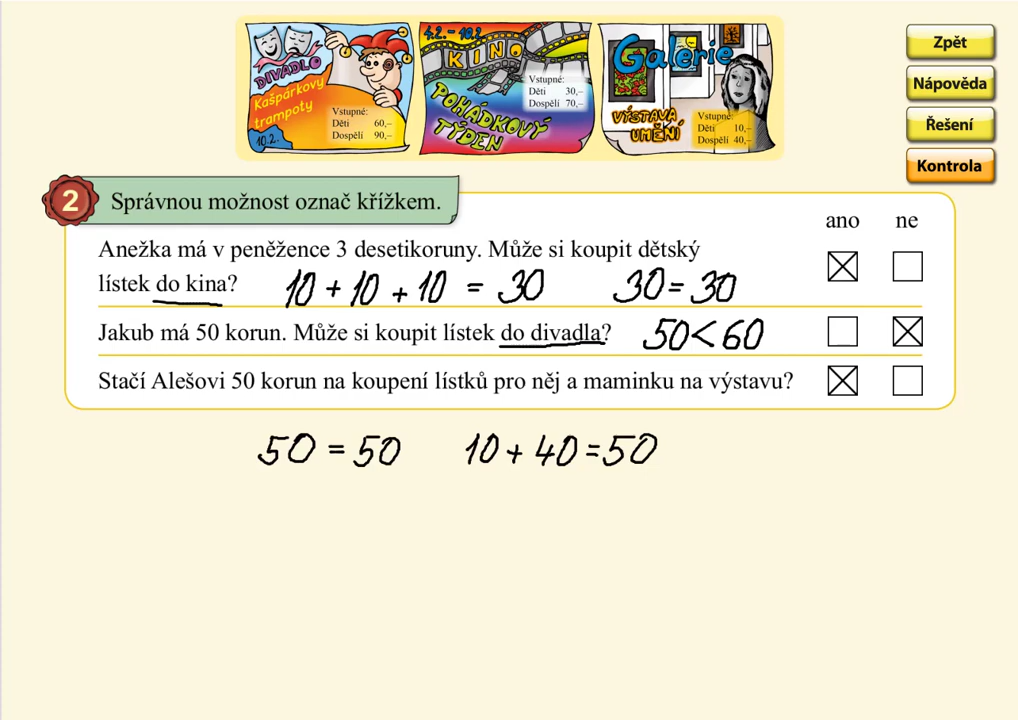 DIVADLO
Kašpárkovy
trampoty
10.2.
Vstupné:
Děti 60,–
Dospělí 90,–
4.2. – 10.2.
KINO
Vstupné:
Děti 30,–
Dospělí 70,–
POHÁDKOVÝ
TÝDEN
Galerie
VÝSTAVA
UMĚNÍ
Vstupné:
Děti 10,–
Dospělí 40,–
Zpět
Nápověda
Řešení
Kontrola
2 Správnou možnost označ křížkem.
ano ne
Anežka má v peněžence 3 desetikoruny. Může si koupit dětský
lístek do kina? 10 + 10 + 10 = 30 30 = 30
Jakub má 50 korun. Může si koupit lístek do divadla? 50 < 60
Stačí Alešovi 50 korun na koupení lístků pro něj a maminku na výstavu?
50 = 50 10 + 40 = 50